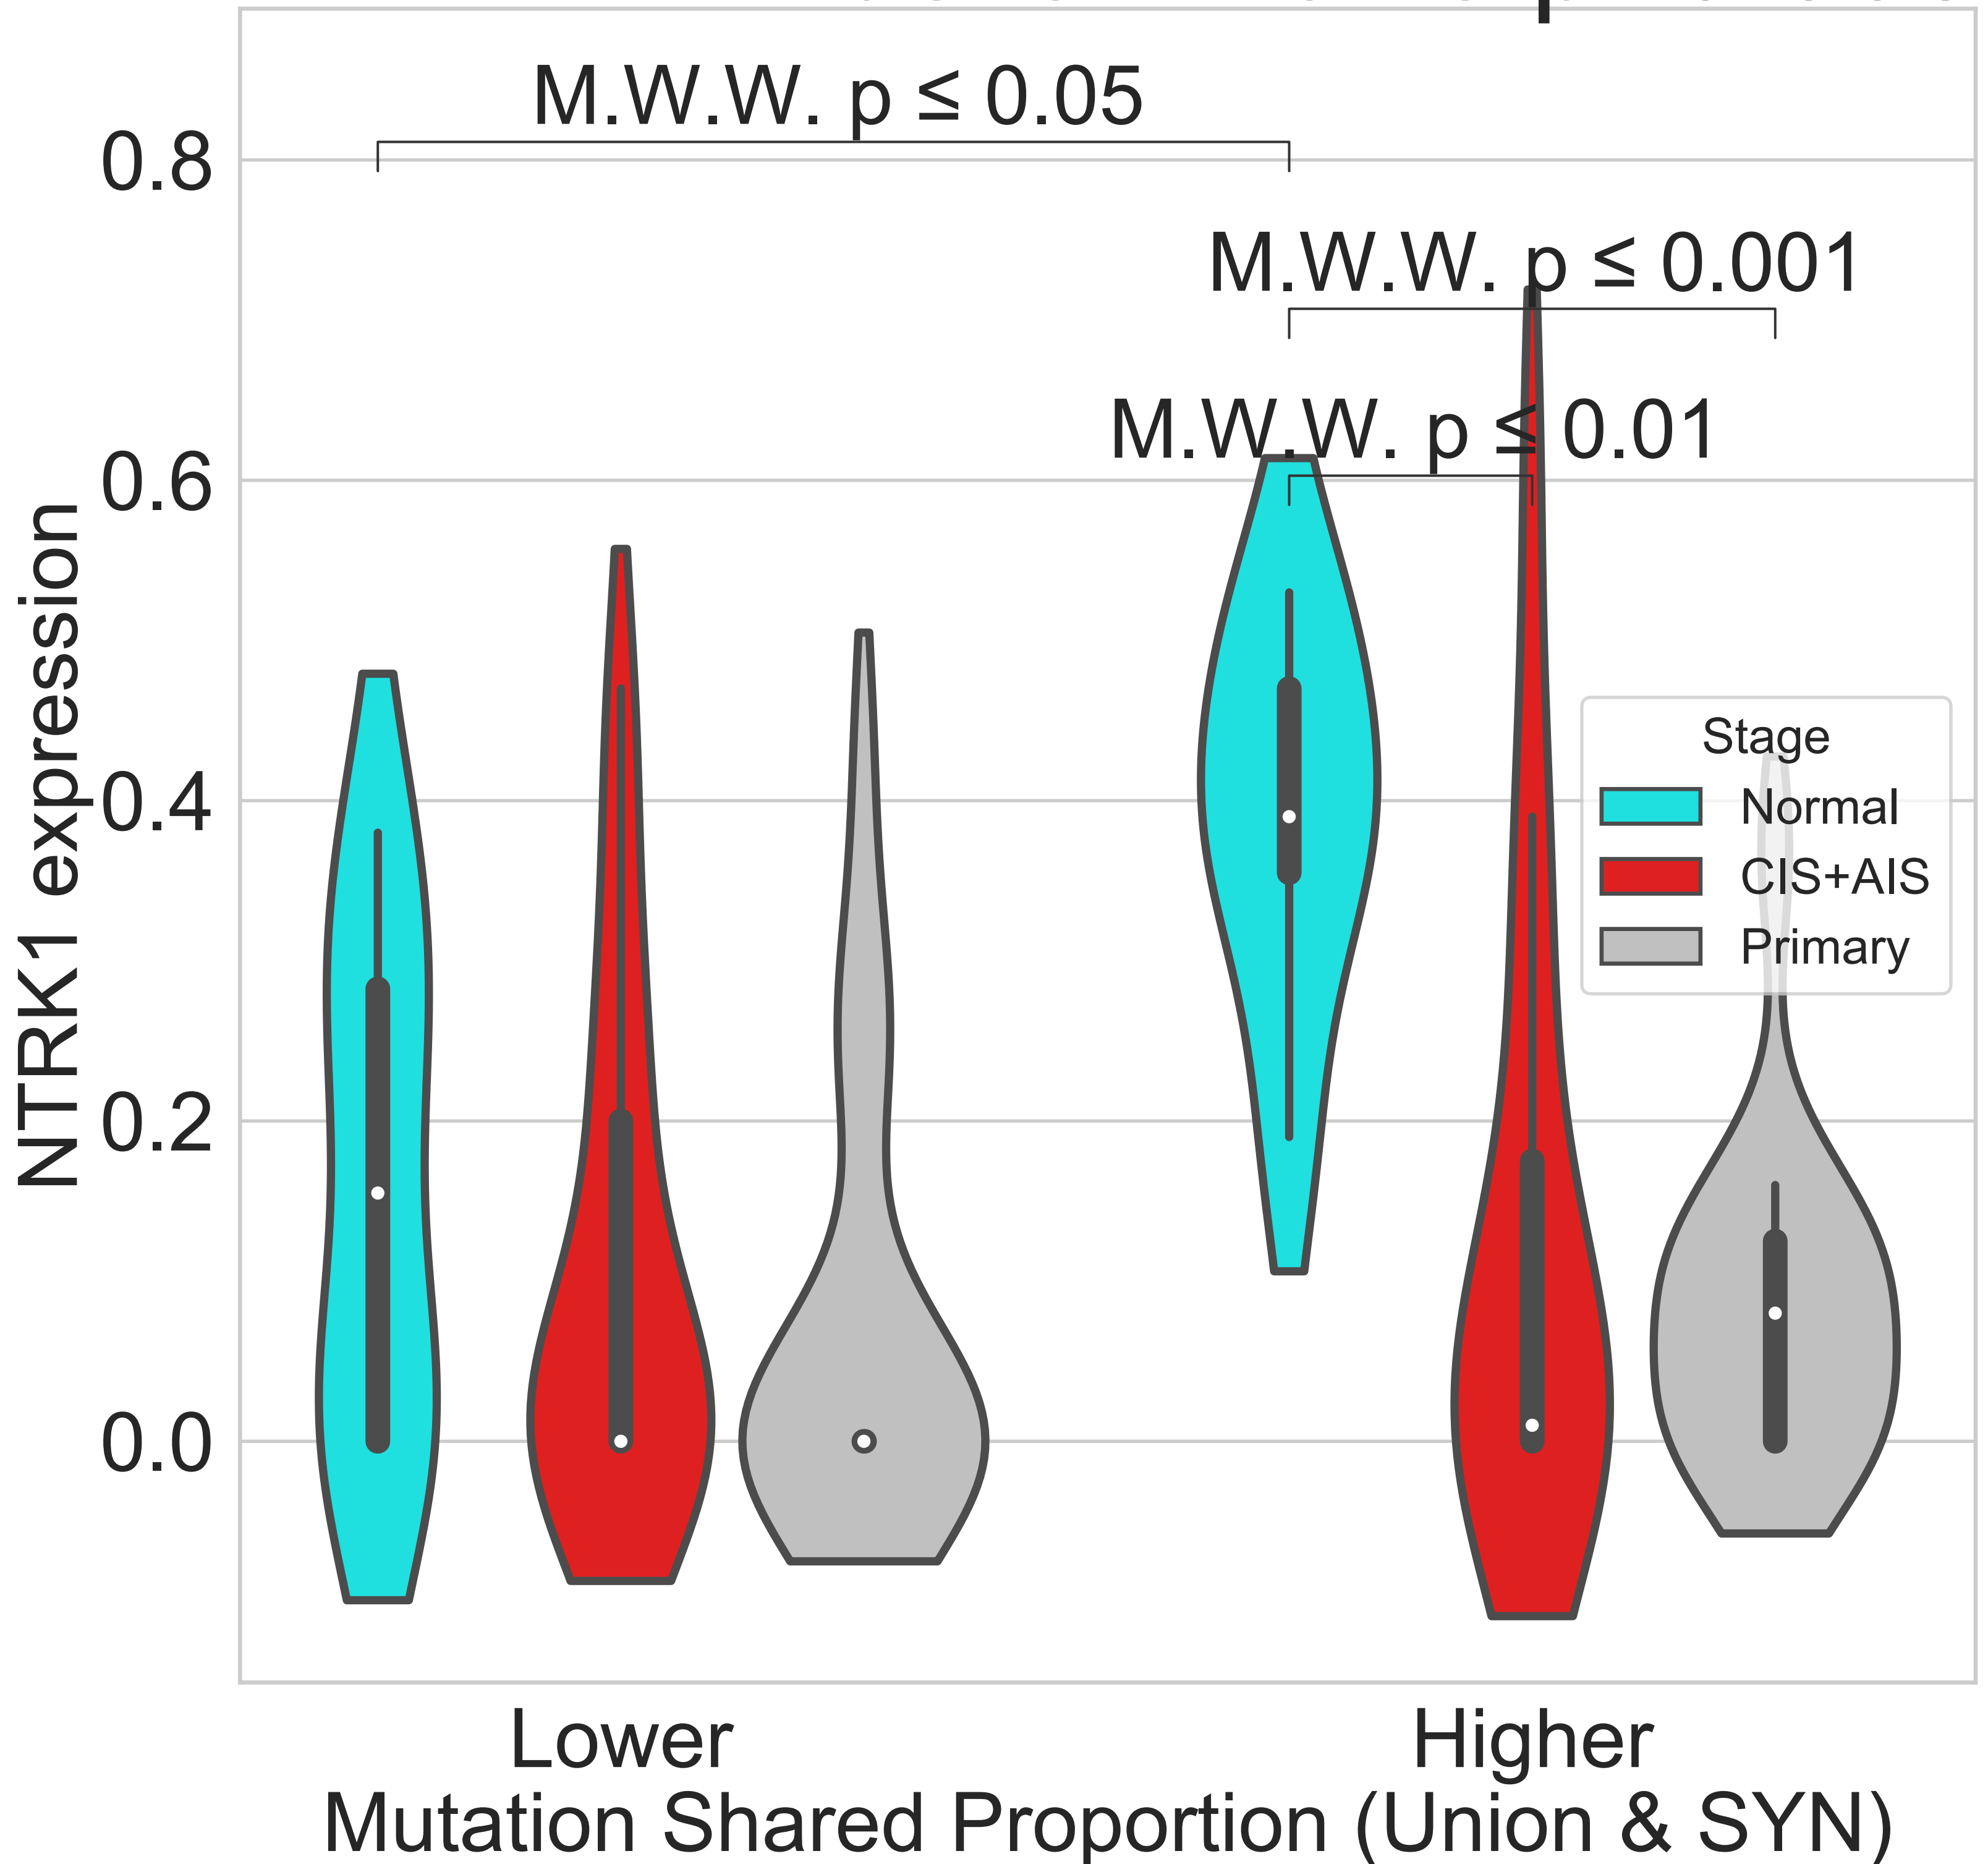 M.W.W. p ≤ 0.05
0.8
M.W.W. p ≤ 0.001
M.W.W. p ≤ 0.01
0.6
0.4
0.2
0.0
NTRK1 expression
Stage
Normal
CIS+AIS
Primary
Lower
Higher
Mutation Shared Proportion (Union & SYN)